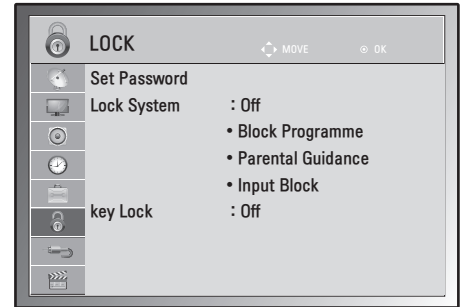 LOCK
MOVE
OK
Set Password
Lock System : Off
• Block Programme
• Parental Guidance
• Input Block
key Lock : Off